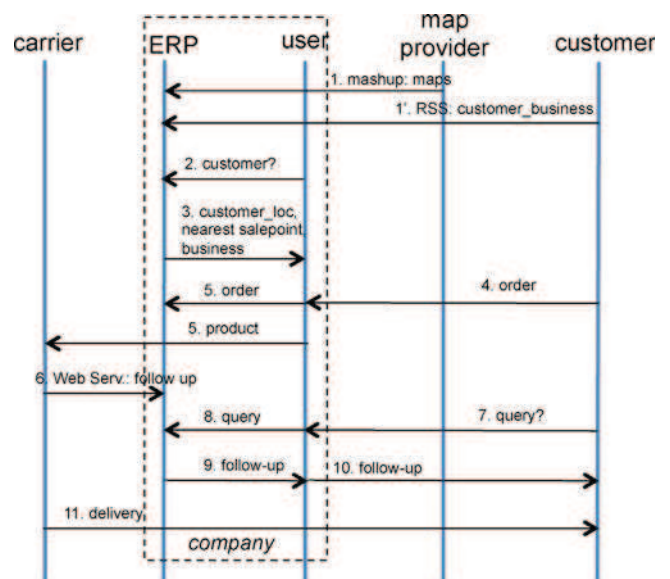 carrier
ERP
user
map
provider
customer
1. mashup: maps
1'. RSS: customer_business
2. customer?
3. customer_loc,
nearest salepoint,
business
5. order
4. order
5. product
6. Web Serv.: follow up
8. query
7. query?
9. follow-up
10. follow-up
11. delivery
company